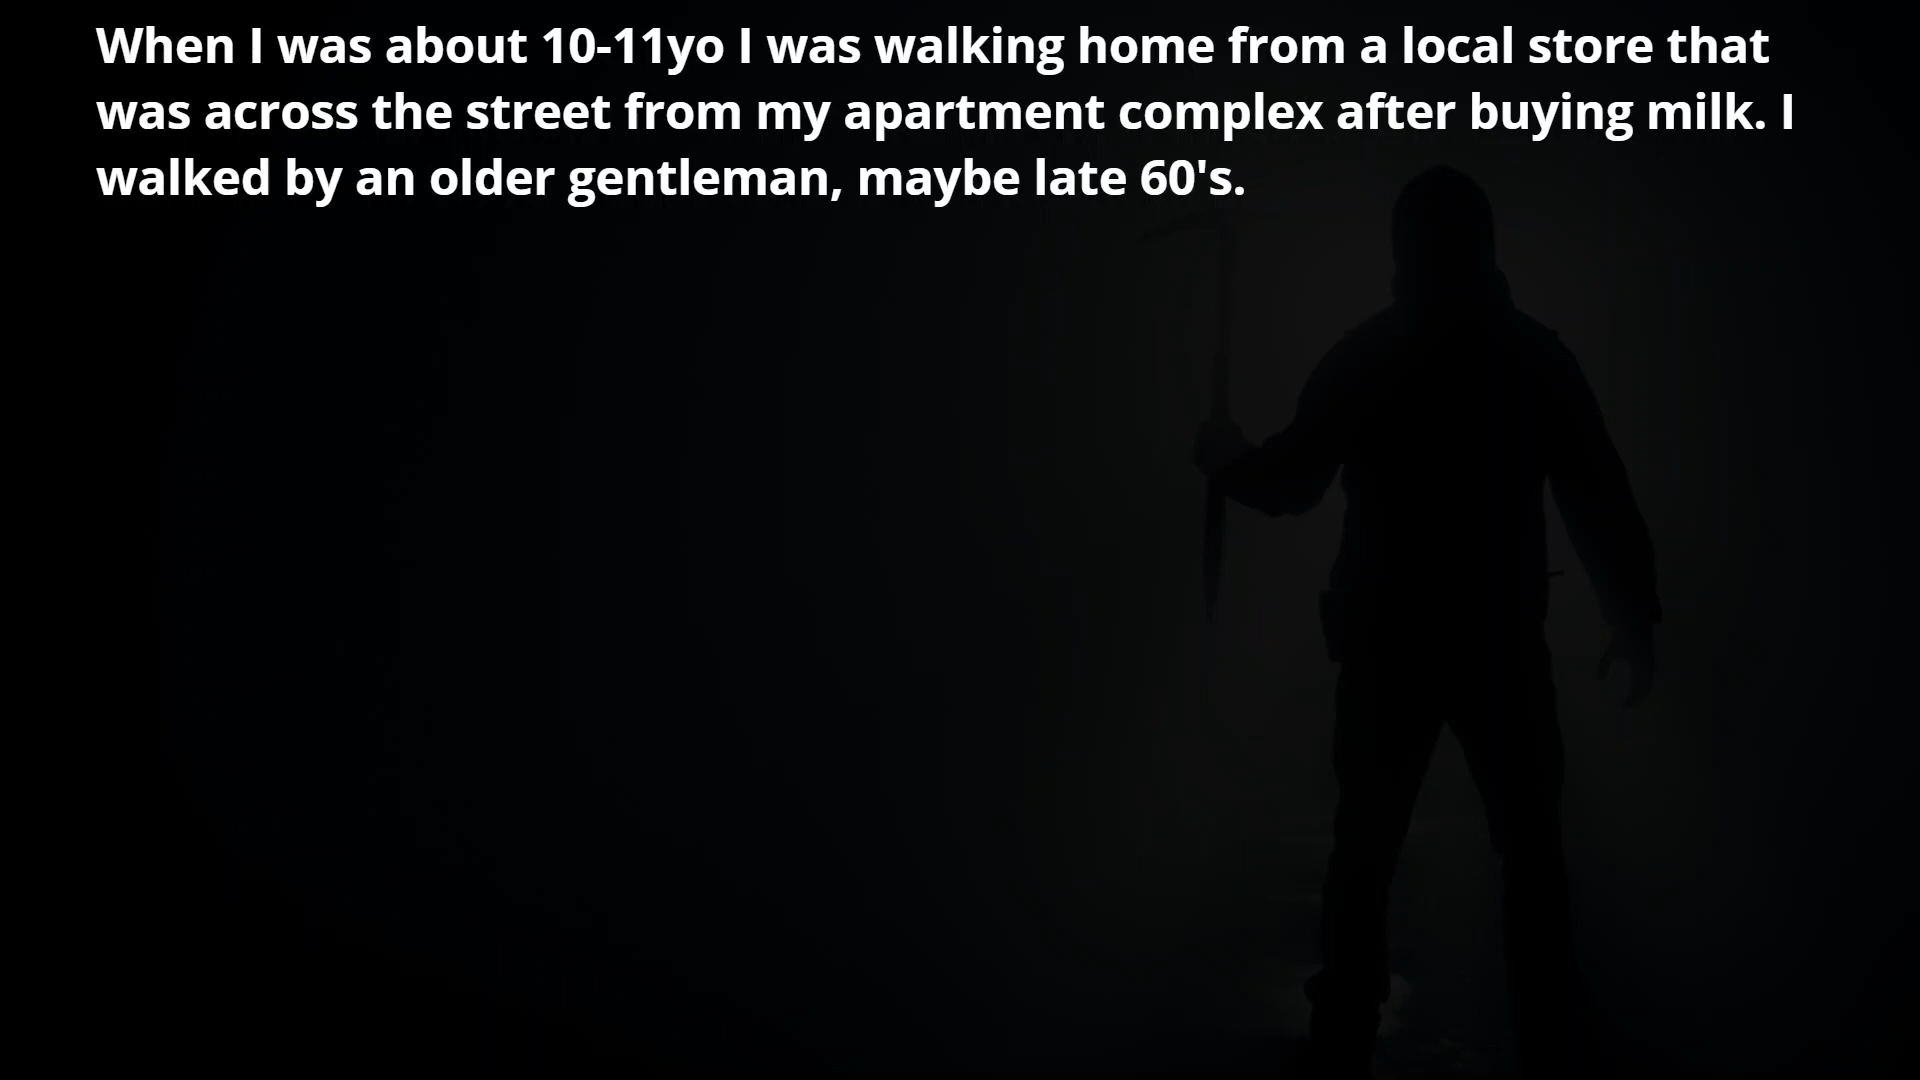 When I was about 10-11yo I was walking home from a local store that
was across the street from my apartment complex after buying milk. I
walked by an older gentleman, maybe late 60's.